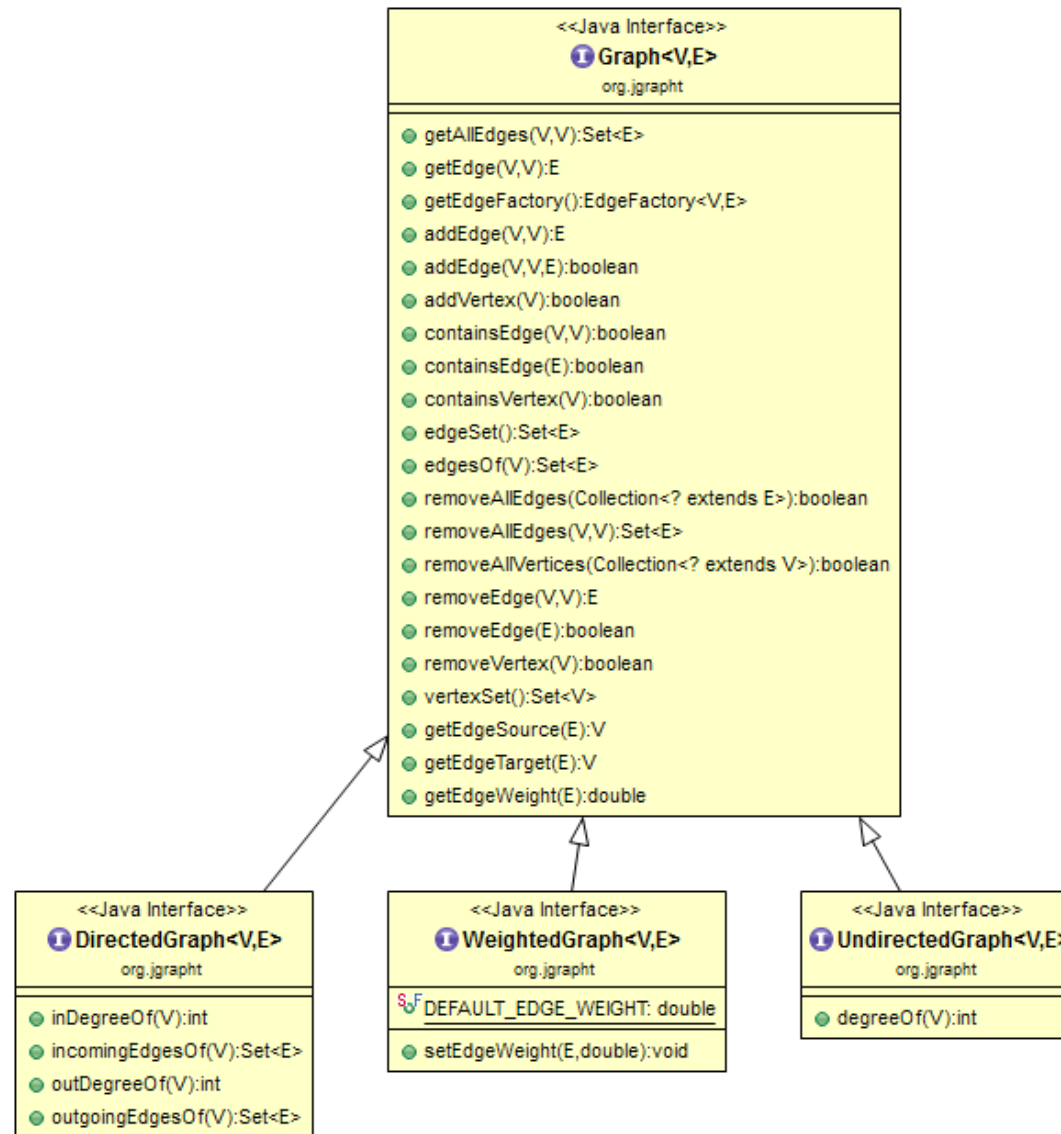 <<Java Interface>>
Graph<V,E>
org.jgrapht
getAllEdges(V,V):Set<E>
getEdge(V,V):E
getEdgeFactory():EdgeFactory<V,E>
addEdge(V,V):E
addEdge(V,V,E):boolean
addVertex(V):boolean
containsEdge(V,V):boolean
containsEdge(E):boolean
containsVertex(V):boolean
edgeSet():Set<E>
edgesOf(V):Set<E>
removeAllEdges(Collection<? extends E>):boolean
removeAllEdges(V,V):Set<E>
removeAllVertices(Collection<? extends V>):boolean
removeEdge(V,V):E
removeEdge(E):boolean
removeVertex(V):boolean
vertexSet():Set<V>
getEdgeSource(E):V
getEdgeTarget(E):V
getEdgeWeight(E):double
<<Java Interface>>
DirectedGraph<V,E>
org.jgrapht
inDegreeOf(V):int
incomingEdgesOf(V):Set<E>
outDegreeOf(V):int
outgoingEdgesOf(V):Set<E>
<<Java Interface>>
WeightedGraph<V,E>
org.jgrapht
DEFAULT_EDGE_WEIGHT: double
setEdgeWeight(E,double):void
<<Java Interface>>
UndirectedGraph<V,E>
org.jgrapht
degreeOf(V):int